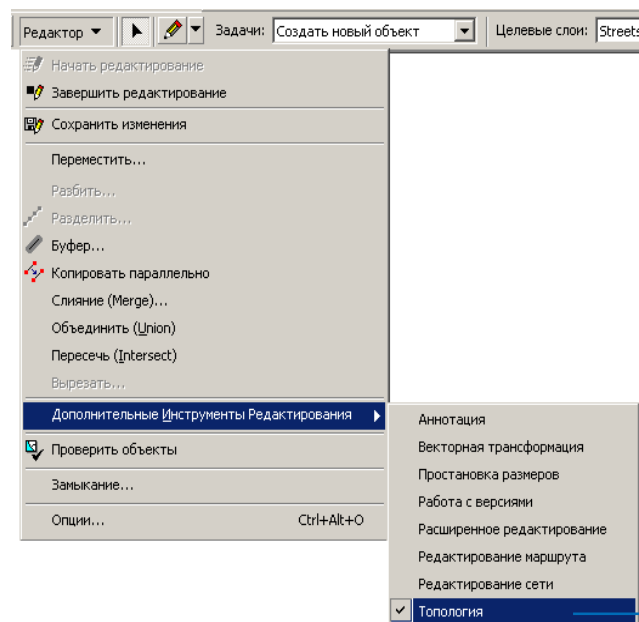 Редактор Задачи: Создать новый объект Целевые слои: Streets
Начать редактирование
Завершить редактирование
Сохранить изменения
Переместить...
Разбить...
Разделить...
Буфер...
Копировать параллельно
Слияние (Merge)...
Объединить (Union)
Пересечь (Intersect)
Вырезать...
Дополнительные Инструменты Редактирования
Проверить объекты
Замыкание...
Опции... Ctrl+Alt+O
Аннотация
Векторная трансформация
Простановка размеров
Работа с версиями
Расширенное редактирование
Редактирование маршрута
Редактирование сети
Топология